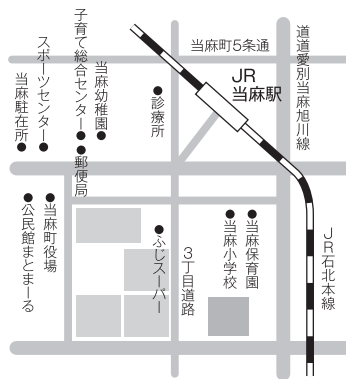 当麻町5条通
道道愛別当麻旭川線
JR
当麻駅
診療所
当麻幼稚園
子育て総合センター
スポーツセンター
当麻駐在所
郵便局
当麻町役場
公民館まとまーる
ふじスーパー
3丁目道路
当麻保育園
当麻小学校
JR石北本線